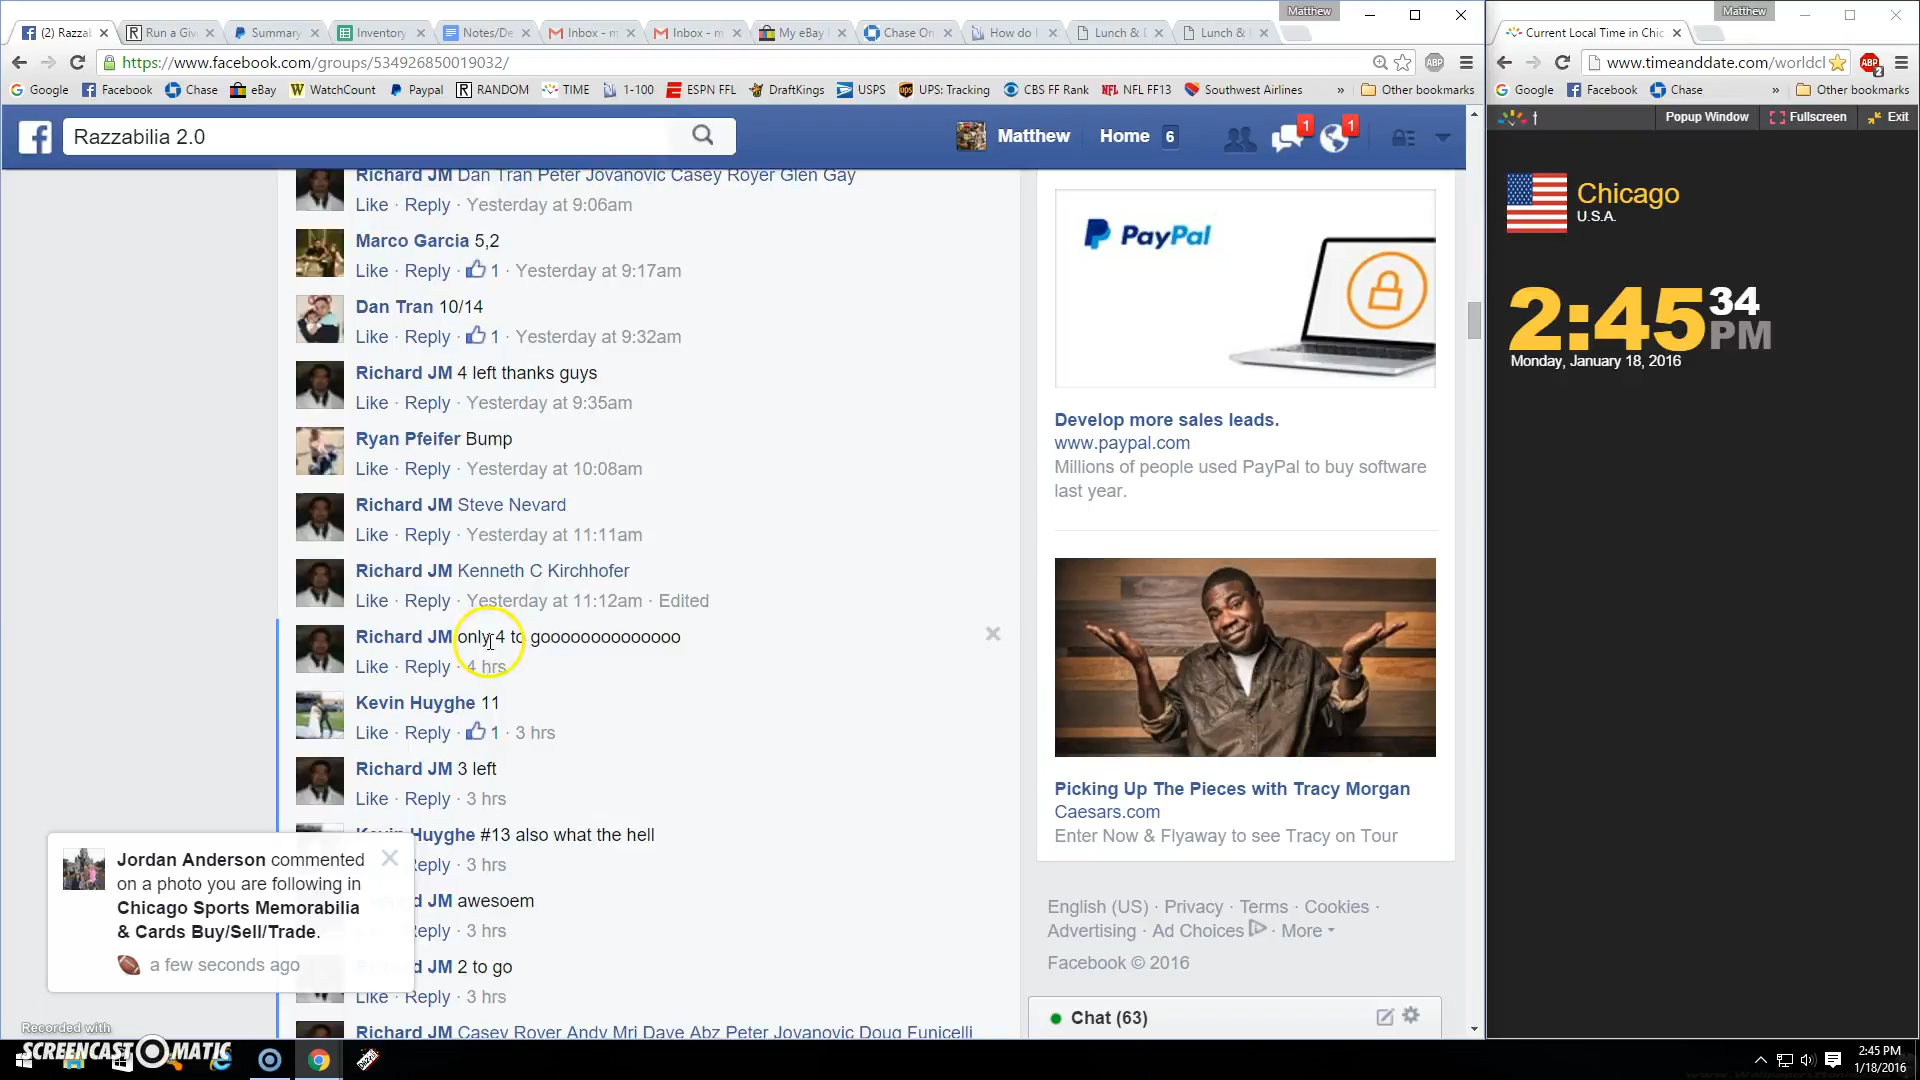 Matthew
Matthew
(2) Razzal
Run a Giv
Summary
Inventory
Notes/De
Inbox - m
Inbox - m
My eBay
Chase On
How do I
Lunch &
Lunch &
Current Local Time in Chic
https://www.facebook.com/groups/534926850019032/
www.timeanddate.com/worldcl
Google
Facebook
Chase
eBay
WatchCount
Paypal
RANDOM
TIME
1-100
ESPN FFL
DraftKings
USPS
UPS: Tracking
CBS FF Rank
NFL FF13
Southwest Airlines
»
Other bookmarks
Google
Facebook
Chase
»
Other bookmarks
Popup Window
Fullscreen
Exit
Razzabilia 2.0
Matthew
Home 6
1
1
Richard JM Dan Tran Peter Jovanovic Casey Royer Glen Gay
Like · Reply · Yesterday at 9:06am
Marco Garcia 5,2
Like · Reply · 1 · Yesterday at 9:17am
Dan Tran 10/14
Like · Reply · 1 · Yesterday at 9:32am
Richard JM 4 left thanks guys
Like · Reply · Yesterday at 9:35am
Ryan Pfeifer Bump
Like · Reply · Yesterday at 10:08am
Richard JM Steve Nevard
Like · Reply · Yesterday at 11:11am
Richard JM Kenneth C Kirchhofer
Like · Reply · Yesterday at 11:12am · Edited
Richard JM only 4 to goooooooooooooo
Like · Reply · 4 hrs
Kevin Huyghe 11
Like · Reply · 1 · 3 hrs
Richard JM 3 left
Like · Reply · 3 hrs
Huyghe #13 also what the hell
eply · 3 hrs
d JM awesoem
eply · 3 hrs
d JM 2 to go
Like · Reply · 3 hrs
Richard JM Casey Royer Andy Mri Dave Abz Peter Jovanovic Doug Funicelli
Jordan Anderson commented
on a photo you are following in
Chicago Sports Memorabilia
& Cards Buy/Sell/Trade.
a few seconds ago
PayPal
Develop more sales leads.
www.paypal.com
Millions of people used PayPal to buy software
last year.
Picking Up The Pieces with Tracy Morgan
Caesars.com
Enter Now & Flyaway to see Tracy on Tour
English (US) · Privacy · Terms · Cookies ·
Advertising · Ad Choices · More
Facebook © 2016
Chat (63)
Chicago
U.S.A.
2:45 34 PM
Monday, January 18, 2016
Recorded with
SCREENCAST-O-MATIC
2:45 PM
1/18/2016